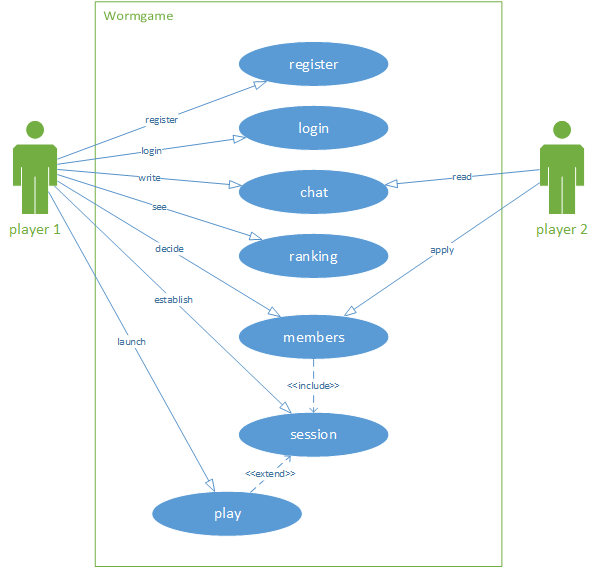 Wormgame
register
register
login
login
write
chat
read
see
ranking
player 1
player 2
decide
apply
establish
members
launch
<<include>>
session
<<extend>>
play